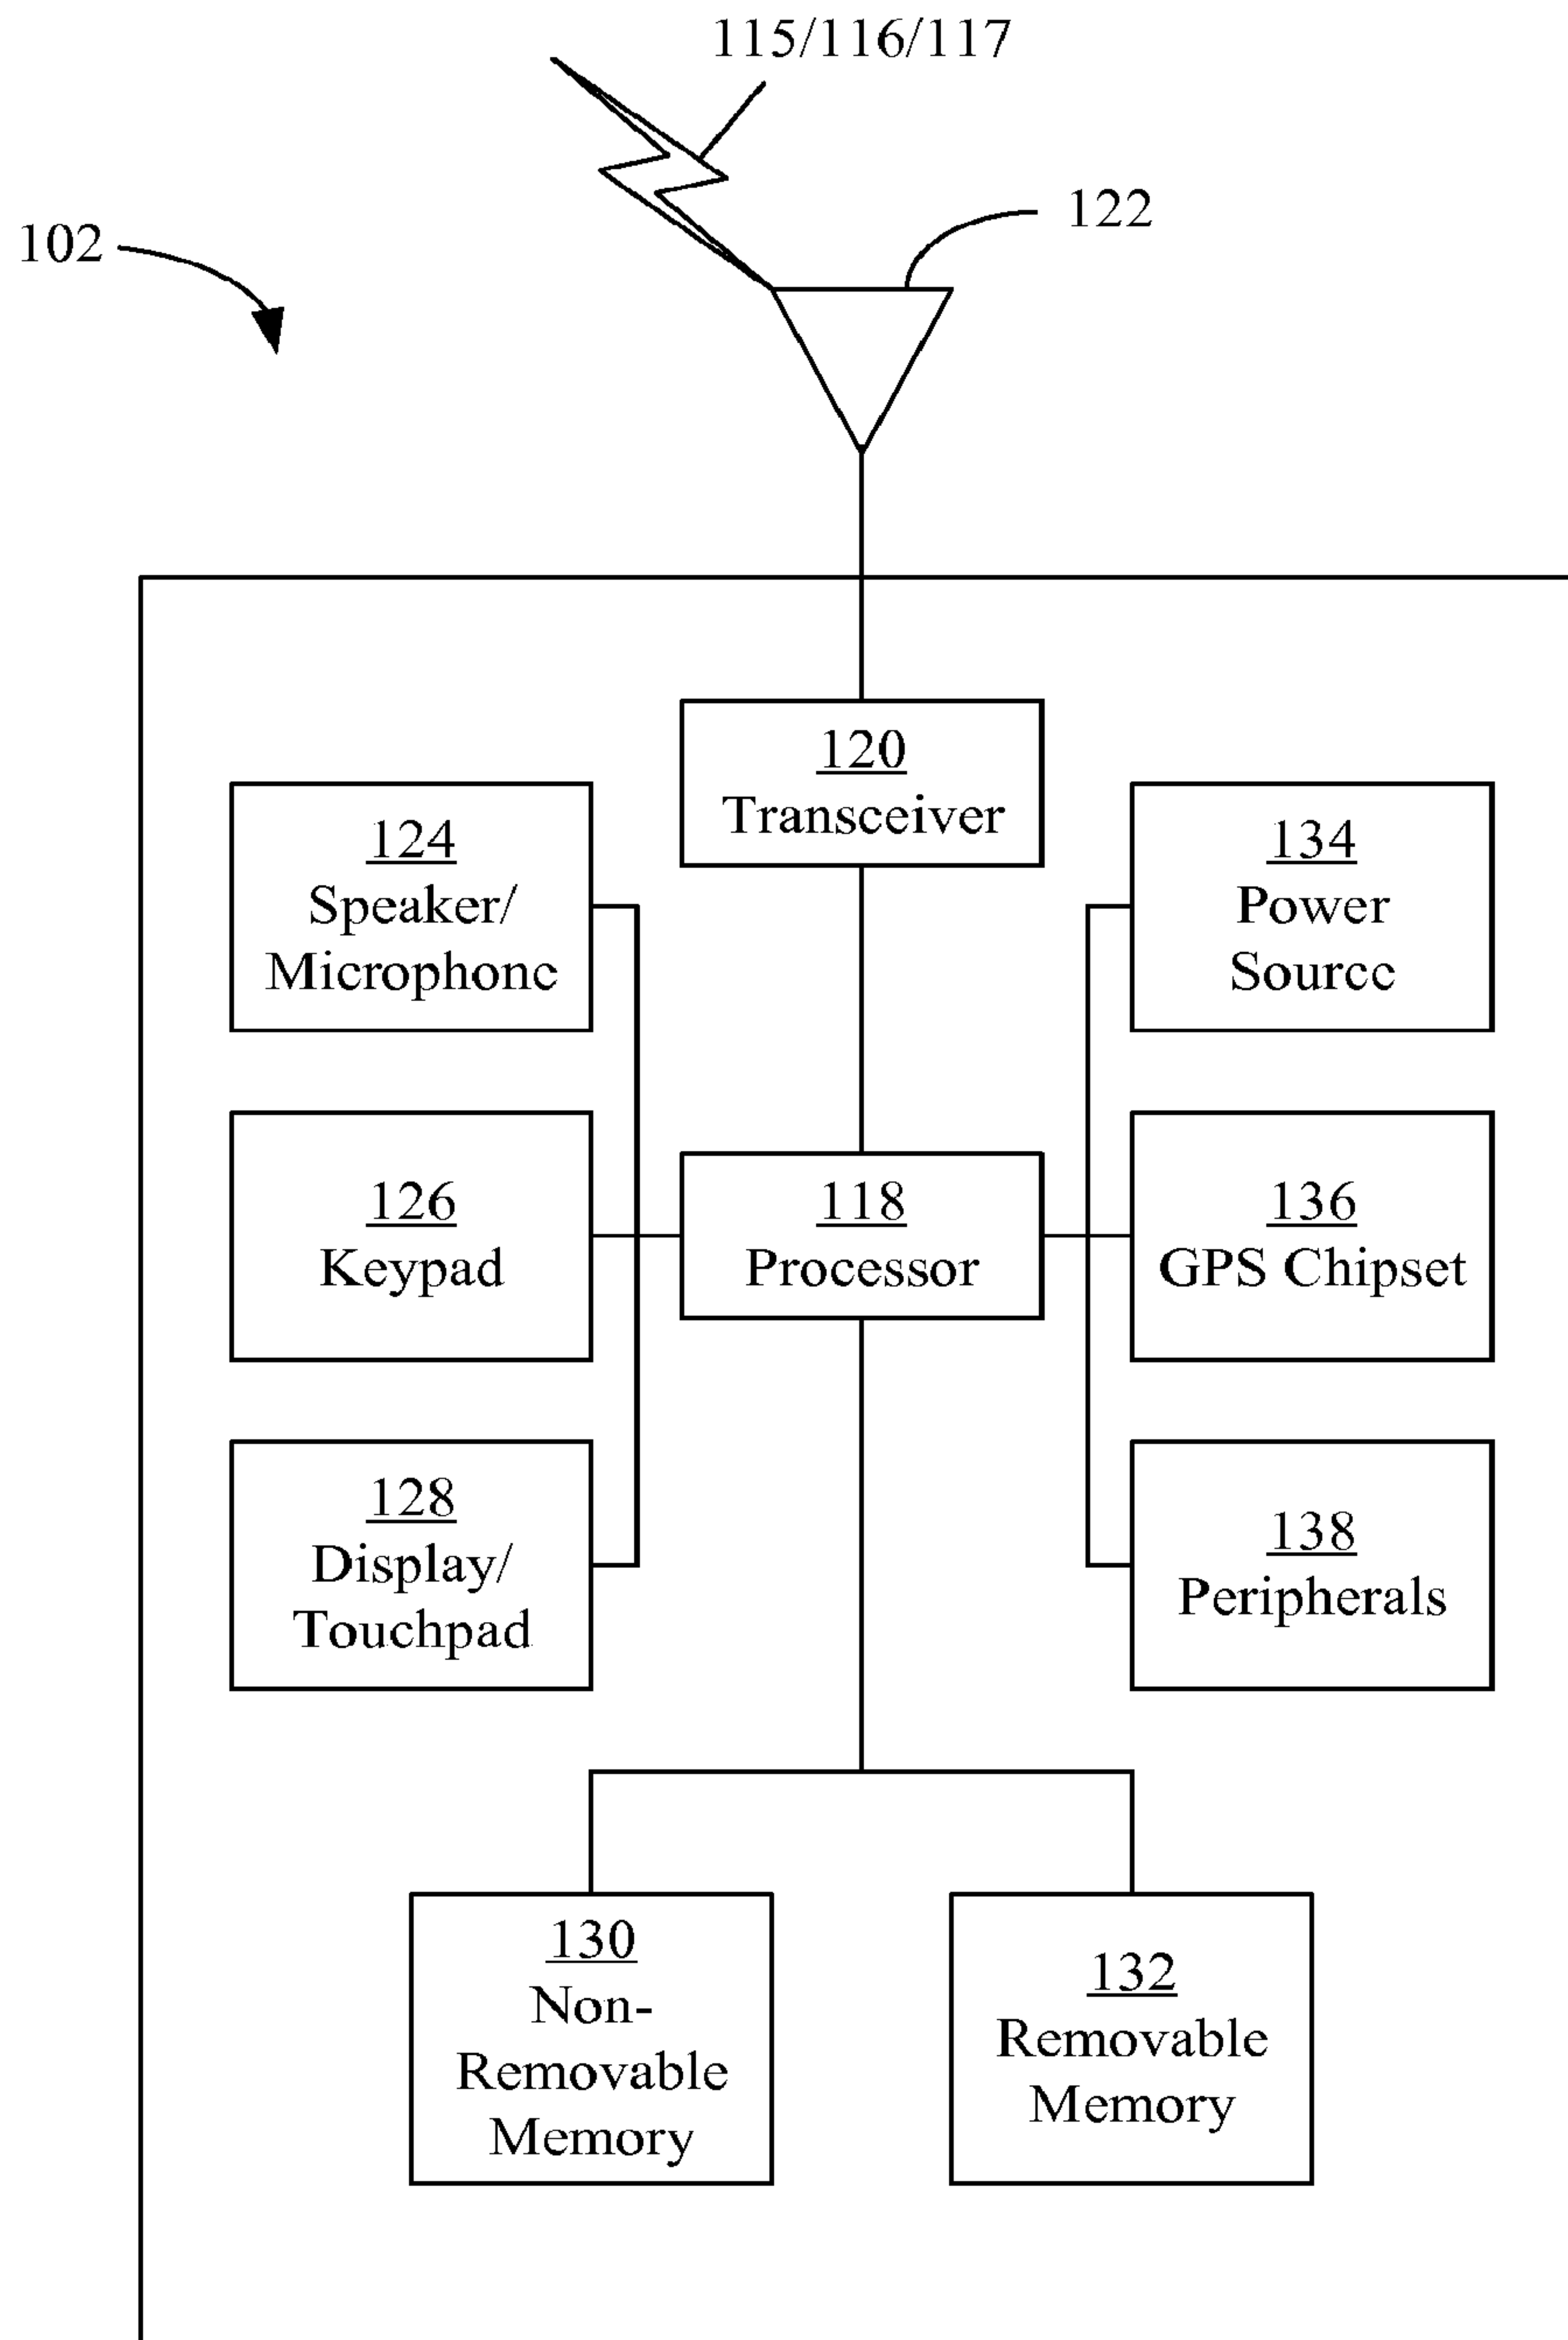 115/116/117
122
102
120
Transceiver
124
Speaker/
Microphone
134
Power
Source
126
Keypad
118
Processor
136
GPS Chipset
128
Display/
Touchpad
138
Peripherals
130
Non-
Removable
Memory
132
Removable
Memory